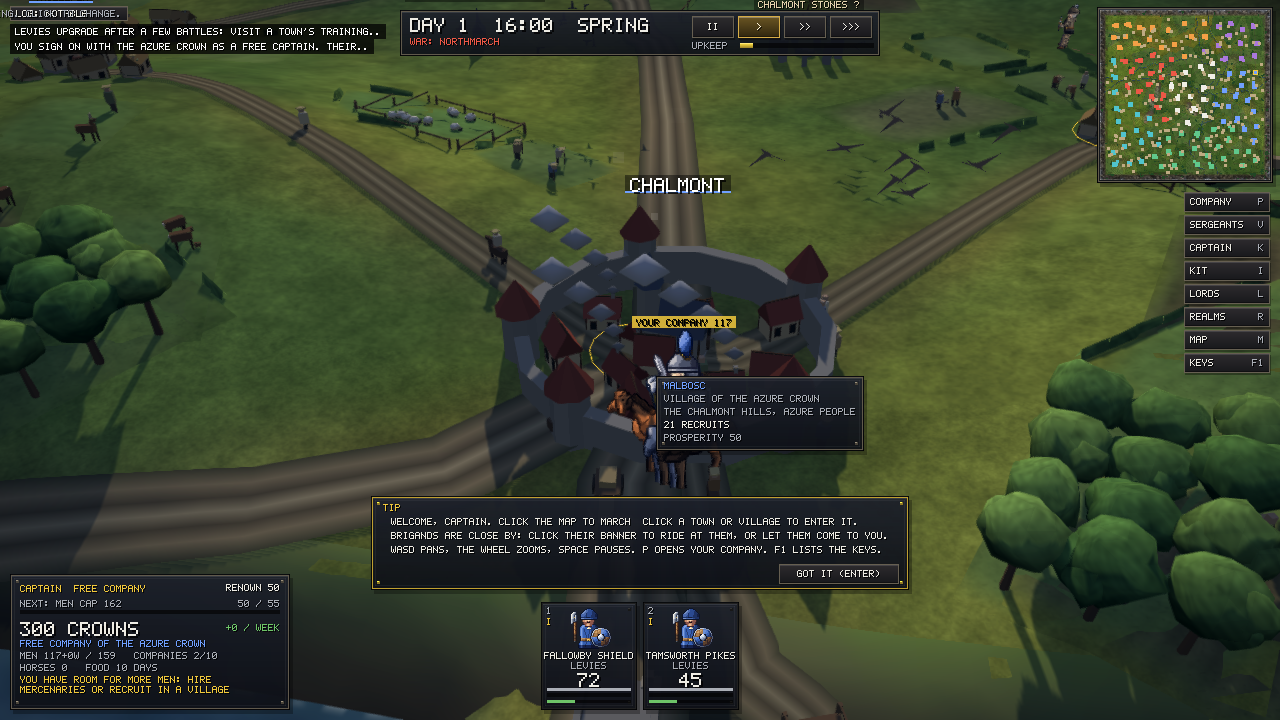 CHANGE.
LEVIES UPGRADE AFTER A FEW BATTLES: VISIT A TOWN'S TRAINING..
YOU SIGN ON WITH THE AZURE CROWN AS A FREE CAPTAIN. THEIR..
DAY 1 16:00 SPRING
WAR: NORTHMARCH
II > >> >>>
UPKEEP
CHALMONT STONES ?
COMPANY P
SERGEANTS V
CAPTAIN K
KIT I
LORDS L
REALMS R
MAP M
KEYS F1
CHALMONT
YOUR COMPANY 117
MALBOSC
VILLAGE OF THE AZURE CROWN
THE CHALMONT HILLS, AZURE PEOPLE
21 RECRUITS
PROSPERITY 50
TIP
WELCOME, CAPTAIN. CLICK THE MAP TO MARCH CLICK A TOWN OR VILLAGE TO ENTER IT.
BRIGANDS ARE CLOSE BY: CLICK THEIR BANNER TO RIDE AT THEM, OR LET THEM COME TO YOU.
WASD PANS, THE WHEEL ZOOMS, SPACE PAUSES. P OPENS YOUR COMPANY. F1 LISTS THE KEYS.
GOT IT (ENTER)
CAPTAIN FREE COMPANY RENOWN 50
NEXT: MEN CAP 162 50 / 55
300 CROWNS +0 / WEEK
FREE COMPANY OF THE AZURE CROWN
MEN 117+0W / 159 COMPANIES 2/10
HORSES 0 FOOD 10 DAYS
YOU HAVE ROOM FOR MORE MEN: HIRE
MERCENARIES OR RECRUIT IN A VILLAGE
1
I
FALLOWBY SHIELD
LEVIES
72
2
I
TAMSWORTH PIKES
LEVIES
45